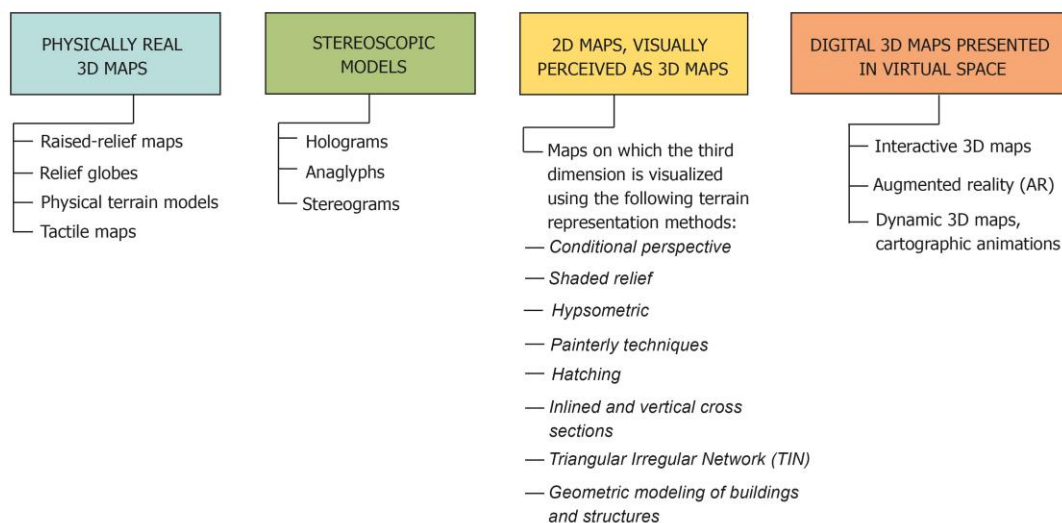 PHYSICALLY REAL
3D MAPS
Raised-relief maps
Relief globes
Physical terrain models
Tactile maps
STEREOSCOPIC
MODELS
Holograms
Anaglyphs
Stereograms
2D MAPS, VISUALLY
PERCEIVED AS 3D MAPS
Maps on which the third
dimension is visualized
using the following terrain
representation methods:
Conditional perspective
Shaded relief
Hypsometric
Painterly techniques
Hatching
Inlined and vertical cross
sections
Triangular Irregular Network (TIN)
Geometric modeling of buildings
and structures
DIGITAL 3D MAPS PRESENTED
IN VIRTUAL SPACE
Interactive 3D maps
Augmented reality (AR)
Dynamic 3D maps,
cartographic animations